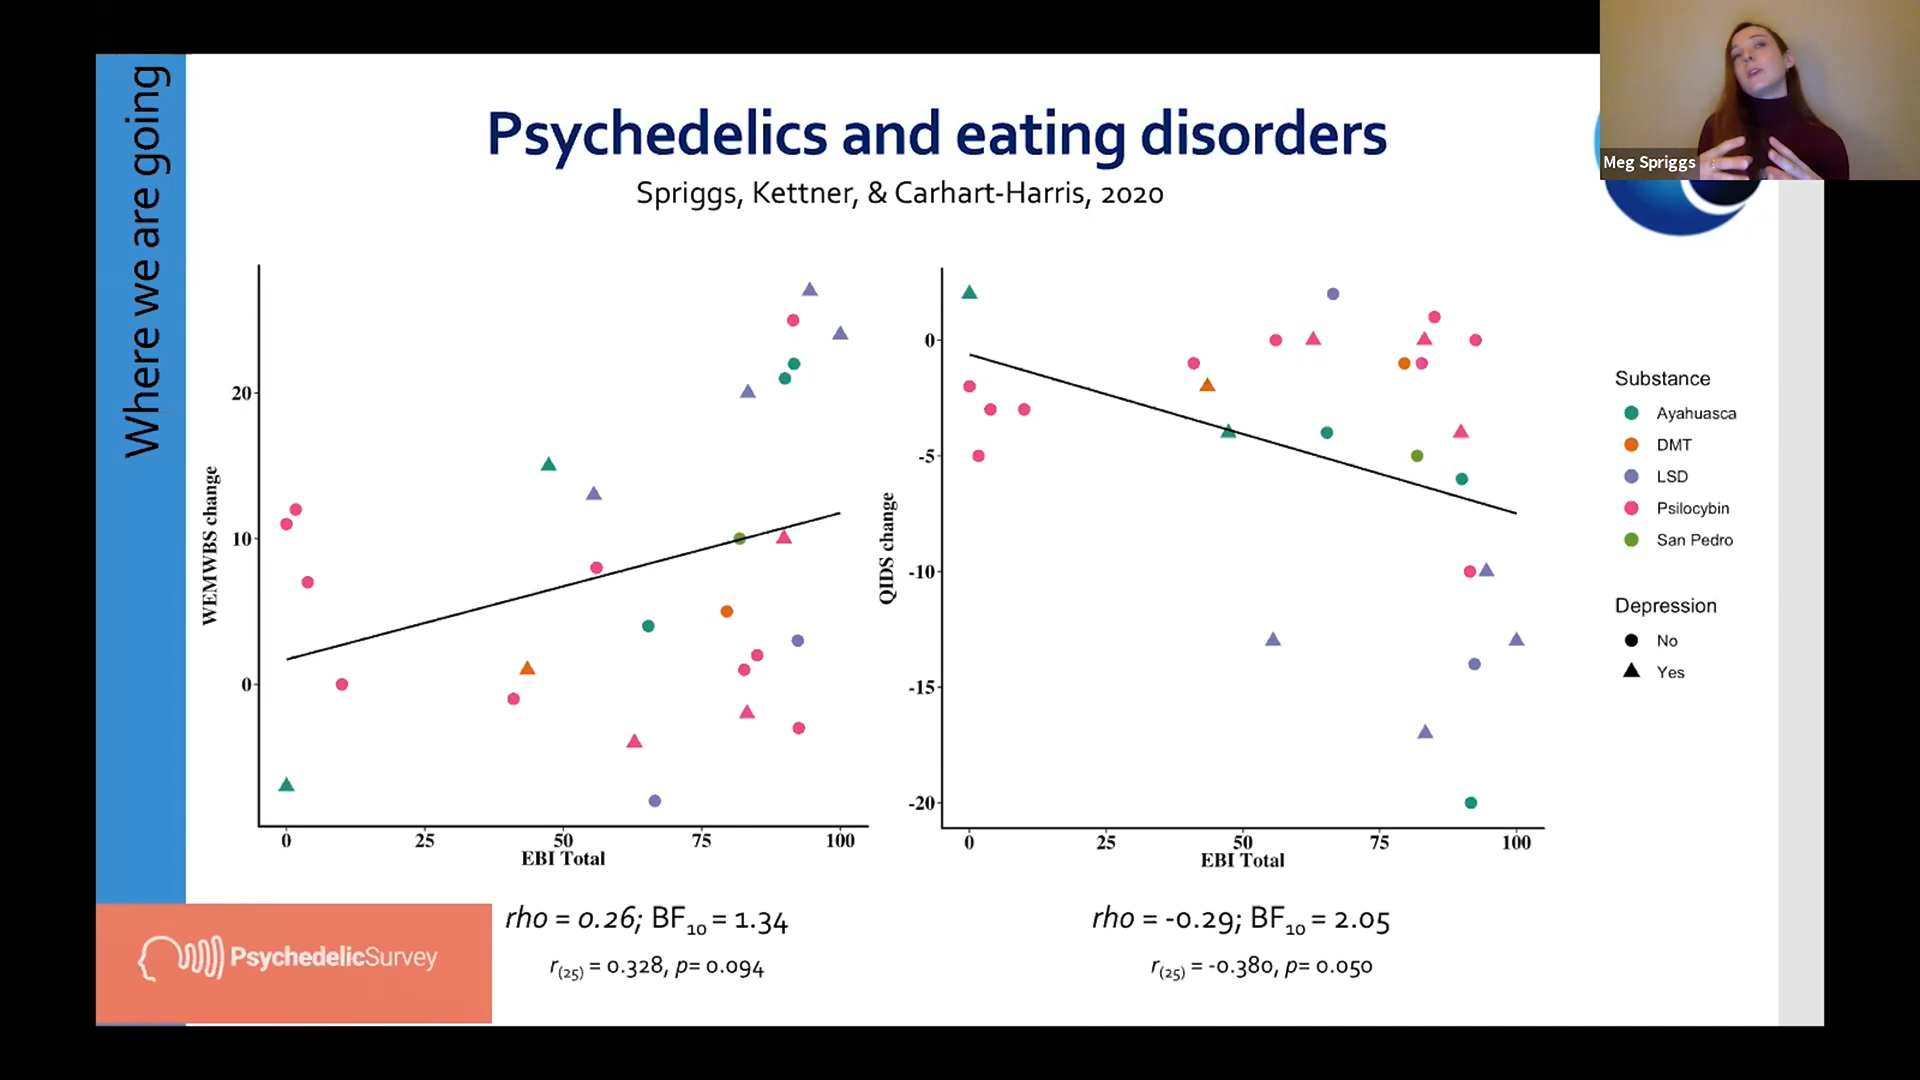 Where we are going
Psychedelics and eating disorders
Spriggs, Kettner, & Carhart-Harris, 2020
Meg Spriggs
WEMWBS change
20
10
0
0 25 50 75 100
EBI Total
QIDS change
0
-5
-10
-15
-20
0 25 50 75 100
EBI Total
Substance
Ayahuasca
DMT
LSD
Psilocybin
San Pedro
Depression
No
Yes
rho = 0.26; BF₁₀ = 1.34
r₍₂₅₎ = 0.328, p= 0.094
rho = -0.29; BF₁₀ = 2.05
r₍₂₅₎ = -0.380, p= 0.050
PsychedelicSurvey